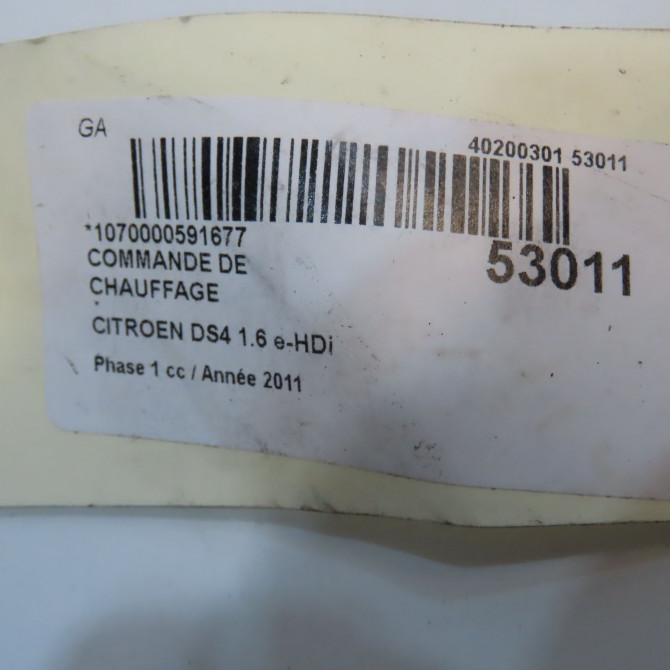 GA
40200301 53011
*1070000591677
53011
COMMANDE DE
CHAUFFAGE
*
CITROEN DS4 1.6 e-HDi
Phase 1 cc / Année 2011